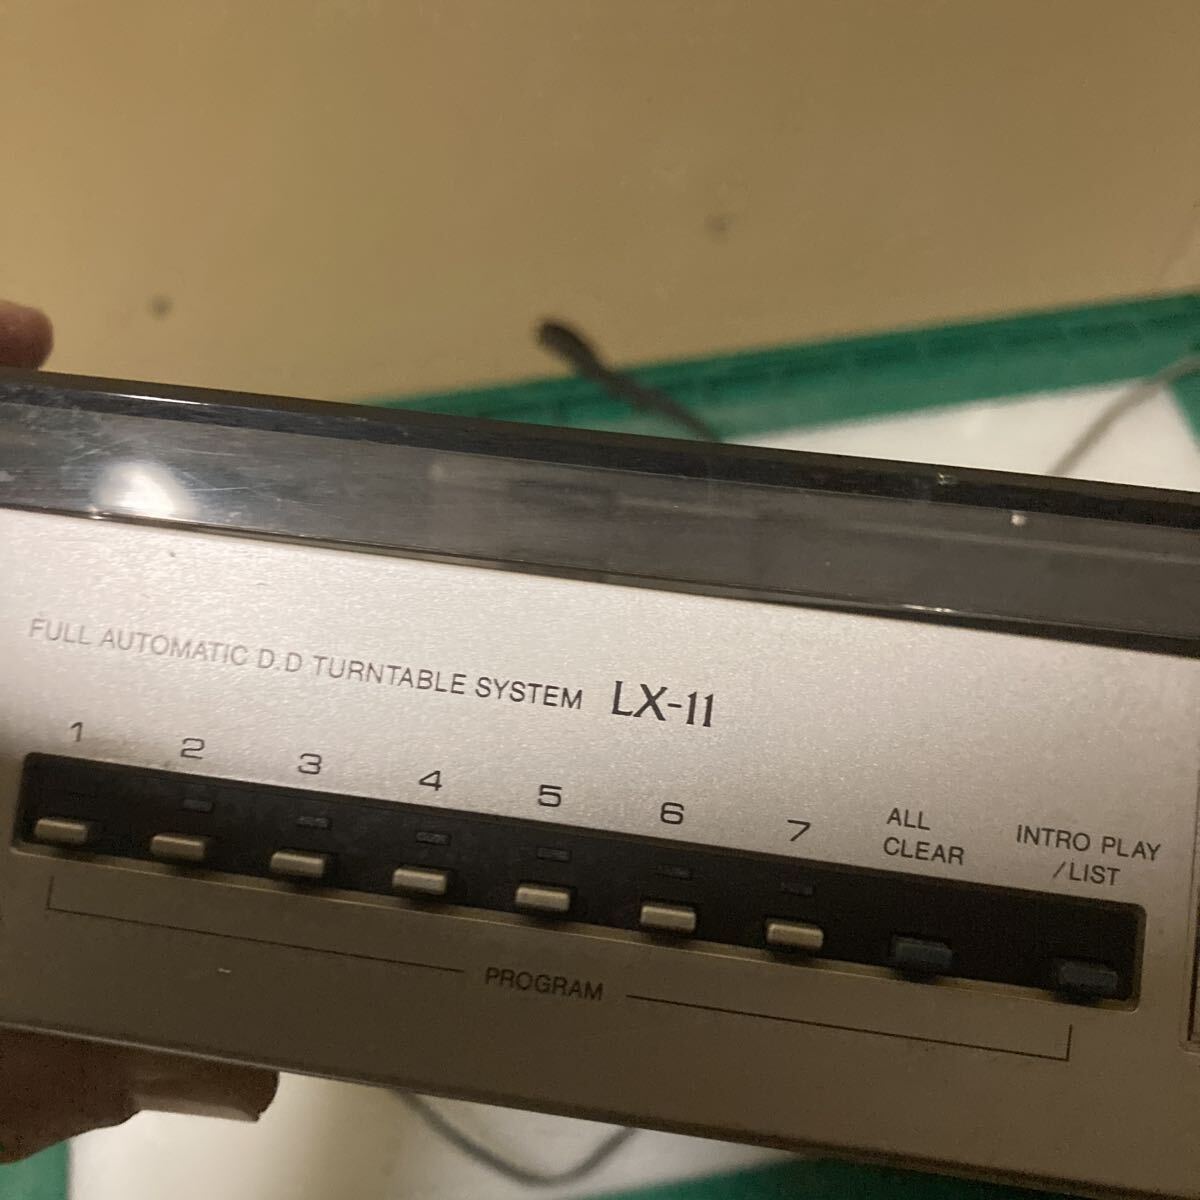 FULL AUTOMATIC D.D TURNTABLE SYSTEM LX-11
1 2 3 4 5 6 7
ALL CLEAR
INTRO PLAY
/LIST
PROGRAM